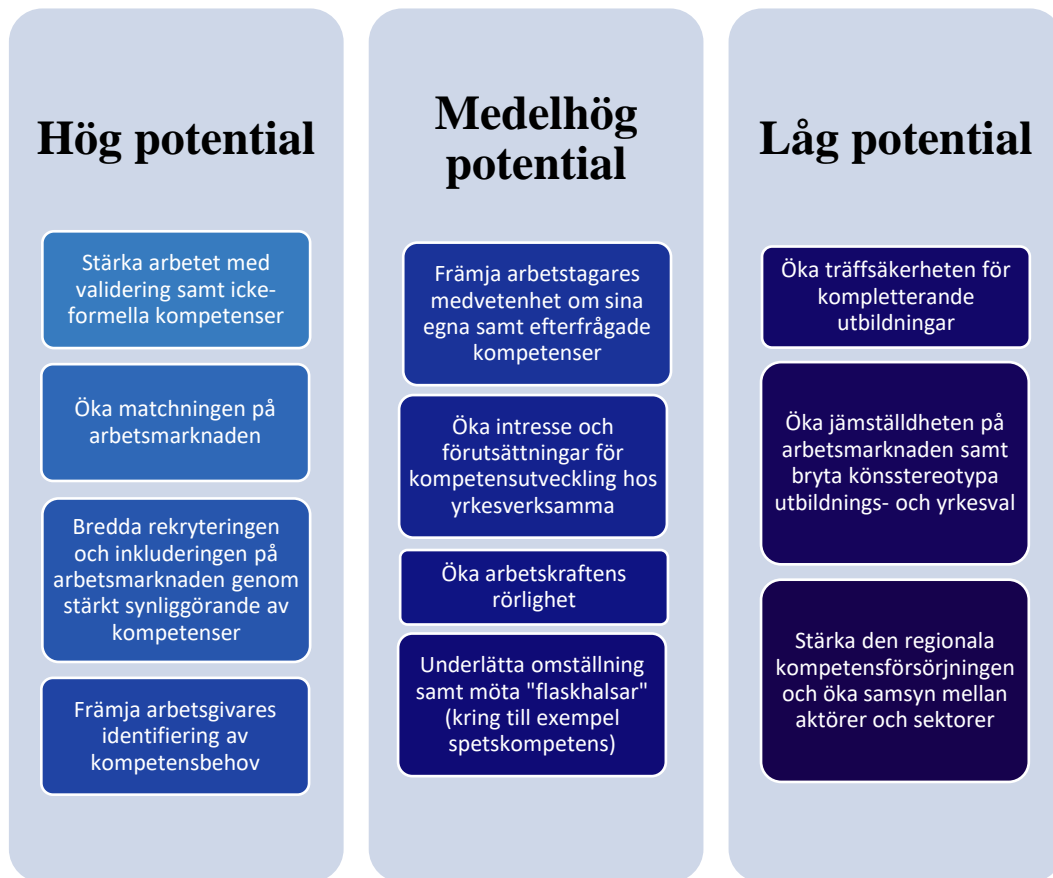 Hög potential
Stärka arbetet med
validering samt icke-
formella kompetenser
Öka matchningen på
arbetsmarknaden
Bredda rekryteringen
och inkluderingen på
arbetsmarknaden genom
stärkt synliggörande av
kompetenser
Främja arbetsgivares
identifiering av
kompetensbehov
Medelhög
potential
Främja arbetstagares
medvetenhet om sina
egna samt efterfrågade
kompetenser
Öka intresse och
förutsättningar för
kompetensutveckling hos
yrkesverksamma
Öka arbetskraftens
rörlighet
Underlätta omställning
samt möta "flaskhalsar"
(kring till exempel
spetskompetens)
Låg potential
Öka träffsäkerheten för
kompletterande
utbildningar
Öka jämställdheten på
arbetsmarknaden samt
bryta könsstereotypa
utbildnings- och yrkesval
Stärka den regionala
kompetensförsörjningen
och öka samsyn mellan
aktörer och sektorer